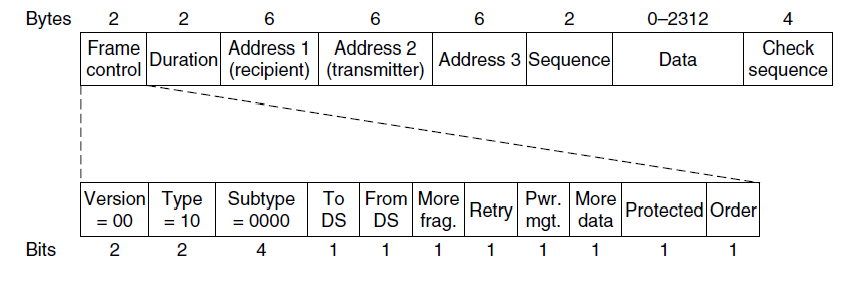 Bytes 2 2 6 6 6 2 0–2312 4
Frame control Duration Address 1 (recipient) Address 2 (transmitter) Address 3 Sequence Data Check sequence
Version = 00 Type = 10 Subtype = 0000 To DS From DS More frag. Retry Pwr. mgt. More data Protected Order
Bits 2 2 4 1 1 1 1 1 1 1 1